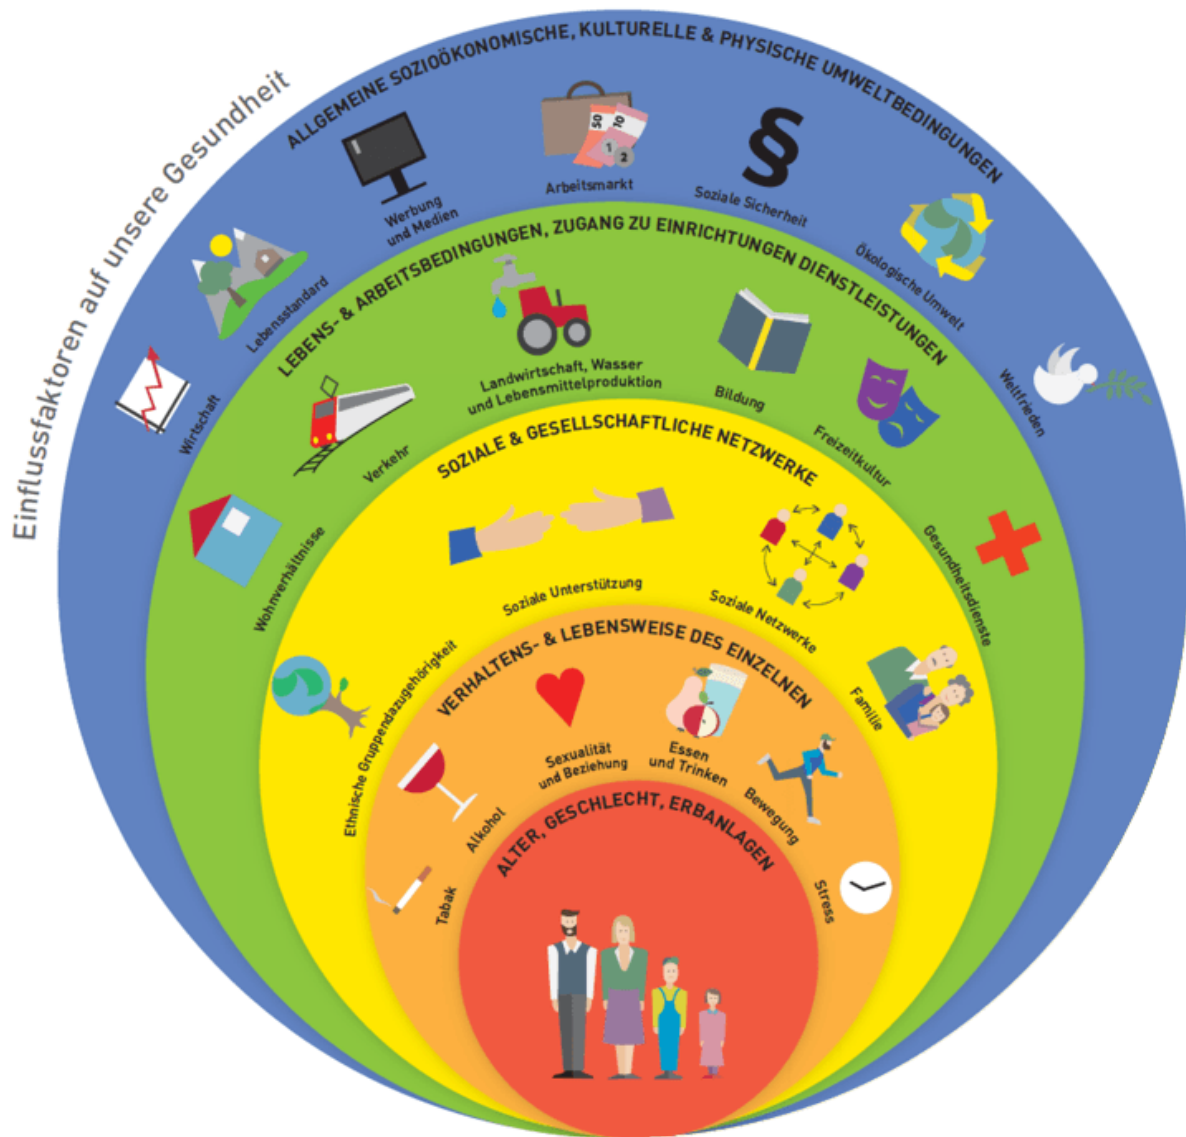 Einflussfaktoren auf unsere Gesundheit
ALLGEMEINE SOZIOÖKONOMISCHE, KULTURELLE & PHYSISCHE UMWELTBEDINGUNGEN
Wirtschaft
Lebensstandard
Werbung
und Medien
50
10
1
2
Arbeitsmarkt
§
Soziale Sicherheit
Ökologische Umwelt
Weltfrieden
LEBENS- & ARBEITSBEDINGUNGEN, ZUGANG ZU EINRICHTUNGEN DIENSTLEISTUNGEN
Wohnverhältnisse
Verkehr
Landwirtschaft, Wasser
und Lebensmittelproduktion
Bildung
Freizeitkultur
Gesundheitsdienste
SOZIALE & GESELLSCHAFTLICHE NETZWERKE
Ethnische Gruppendazugehörigkeit
Soziale Unterstützung
Soziale Netzwerke
Familie
VERHALTENS- & LEBENSWEISE DES EINZELNEN
Tabak
Alkohol
Sexualität
und Beziehung
Essen
und Trinken
Bewegung
Stress
ALTER, GESCHLECHT, ERBANLAGEN